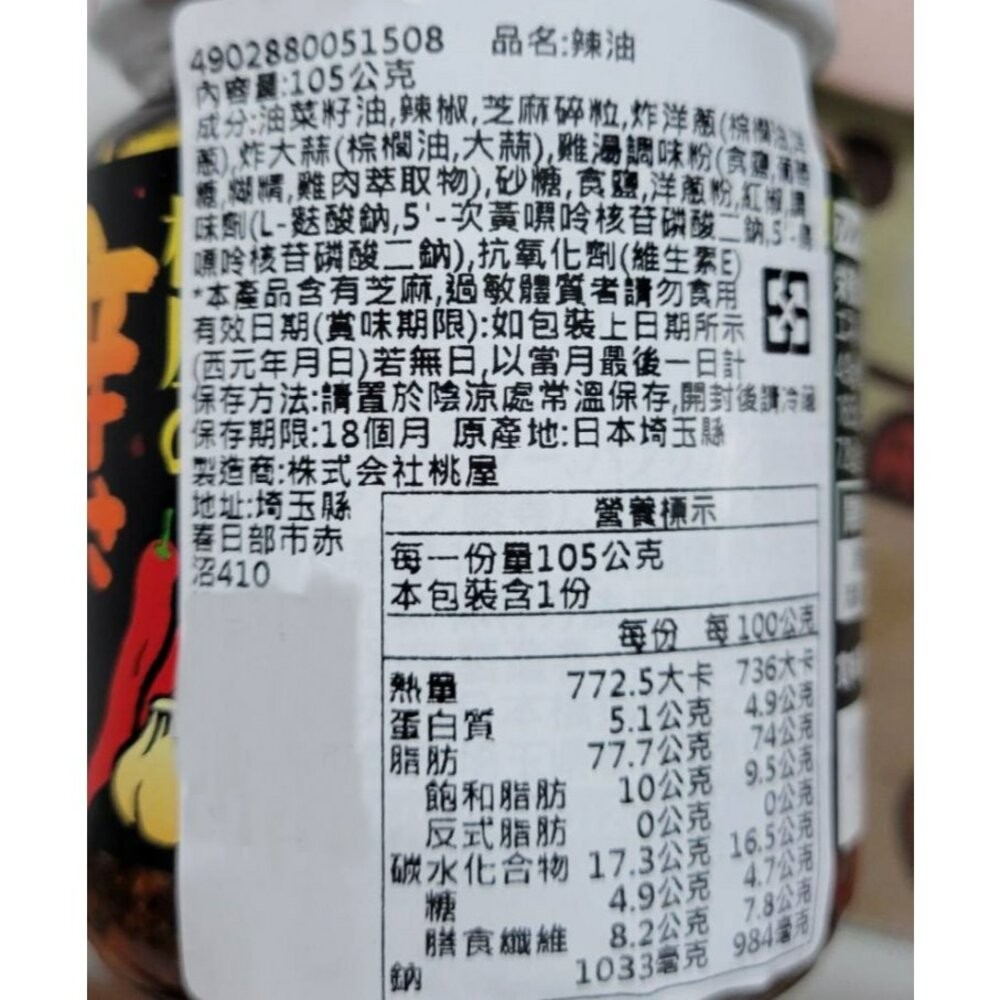 4902880051508 品名:辣油
內容量:105公克
成分:油菜籽油,辣椒,芝麻碎粒,炸洋蔥(棕櫚油,洋
蔥),炸大蒜(棕櫚油,大蒜),雞湯調味粉(食鹽,葡萄
糖,糊精,雞肉萃取物),砂糖,食鹽,洋蔥粉,紅椒,調
味劑(L-麩酸鈉,5'-次黃嘌呤核苷磷酸二鈉,5'-鳥
嘌呤核苷磷酸二鈉),抗氧化劑(維生素E)
*本產品含有芝麻,過敏體質者請勿食用
有效日期(賞味期限):如包裝上日期所示
(西元年月日)若無日,以當月最後一日計
保存方法:請置於陰涼處常溫保存,開封後請冷藏
保存期限:18個月 原產地:日本埼玉縣
製造商:株式会社桃屋
地址:埼玉縣
春日部市赤
沼410
營養標示
每一份量105公克
本包裝含1份
每份 每100公克
熱量 772.5大卡 736大卡
蛋白質 5.1公克 4.9公克
脂肪 77.7公克 74公克
飽和脂肪 10公克 9.5公克
反式脂肪 0公克 0公克
碳水化合物 17.3公克 16.5公克
糖 4.9公克 4.7公克
膳食纖維 8.2公克 7.8公克
鈉 1033毫克 984毫克